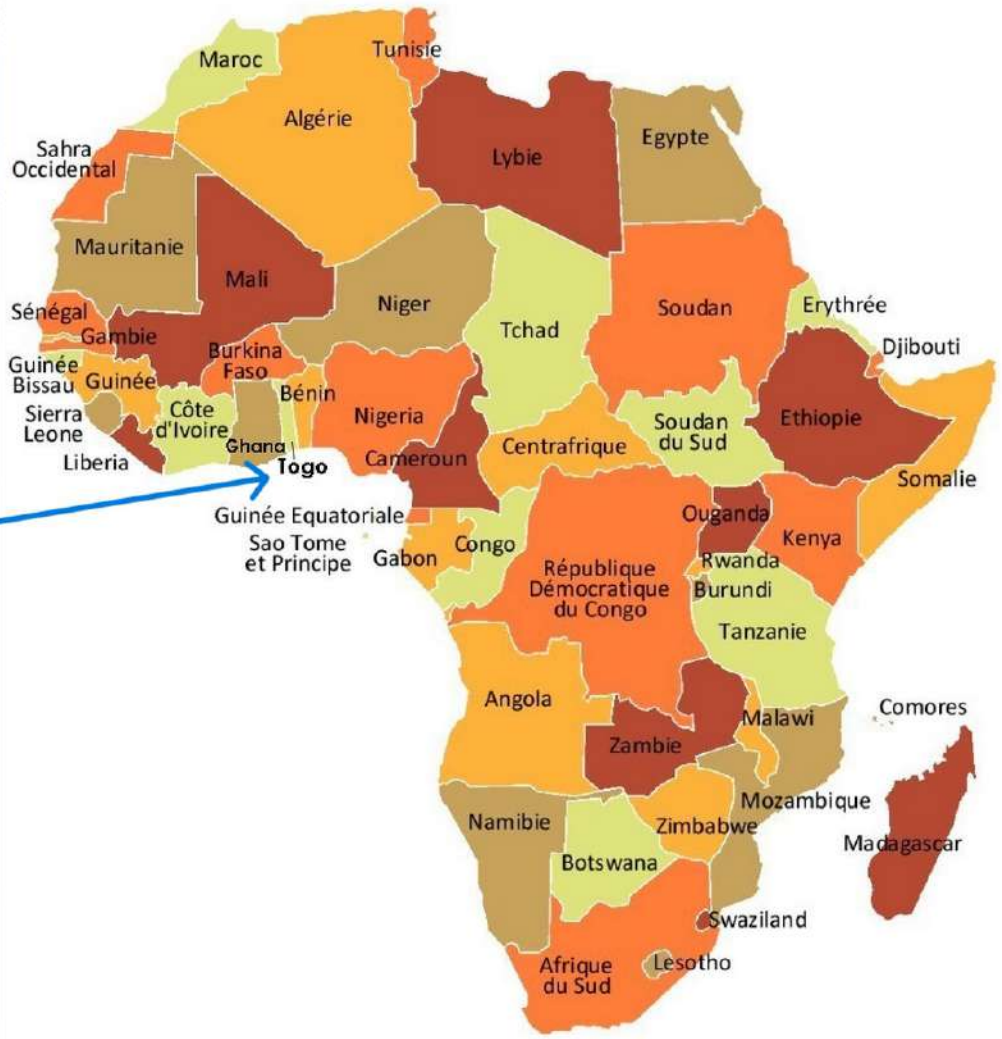 Tunisie
Maroc
Algérie
Lybie
Egypte
Sahra
Occidental
Mauritanie
Mali
Niger
Tchad
Soudan
Erythrée
Sénégal
Gambie
Burkina
Faso
Djibouti
Guinée
Bissau
Guinée
Bénin
Nigeria
Côte
d'Ivoire
Ghana
Togo
Sierra
Leone
Liberia
Cameroun
Centrafrique
Soudan
du Sud
Ethiopie
Somalie
Guinée Equatoriale
Sao Tome
et Principe
Gabon
Congo
Ouganda
Kenya
Rwanda
Burundi
République
Démocratique
du Congo
Tanzanie
Angola
Zambie
Malawi
Comores
Mozambique
Namibie
Zimbabwe
Botswana
Madagascar
Swaziland
Lesotho
Afrique
du Sud